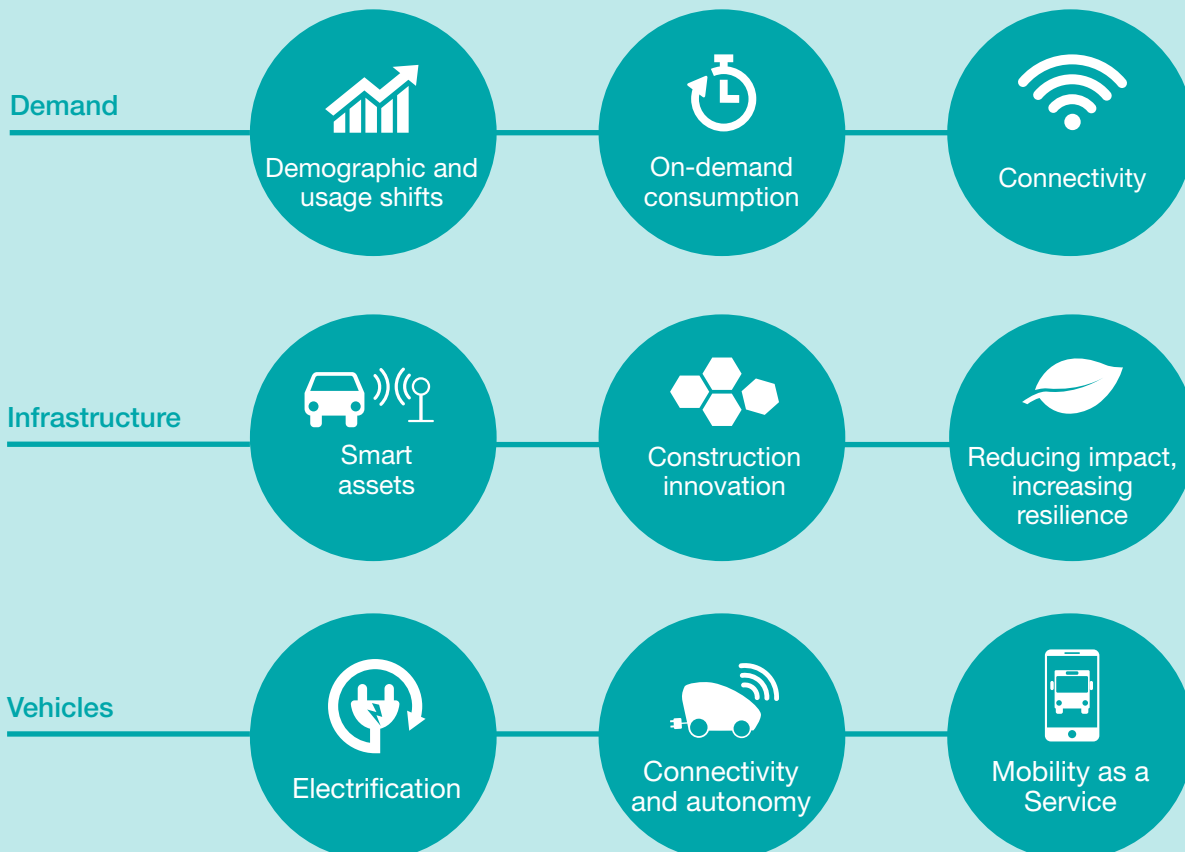 Demand
Demographic and
usage shifts
On-demand
consumption
Connectivity
Infrastructure
Smart
assets
Construction
innovation
Reducing impact,
increasing
resilience
Vehicles
Electrification
Connectivity
and autonomy
Mobility as a
Service